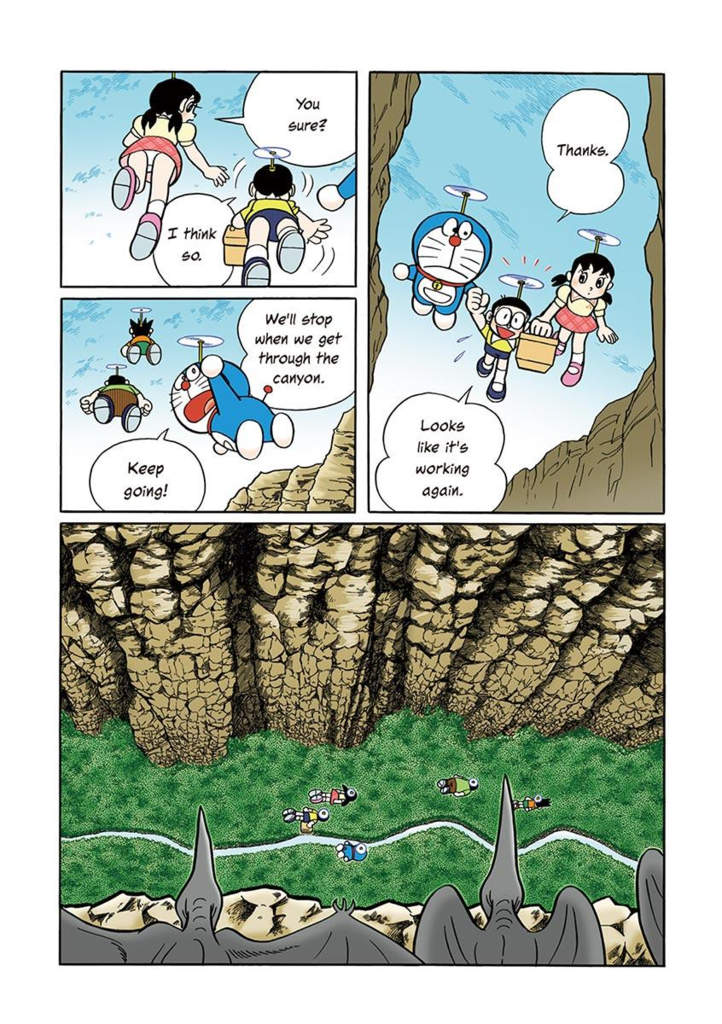 Thanks.
Looks
like it's
working
again.
You
sure?
I think
so.
We'll stop
when we get
through the
canyon.
Keep
going!